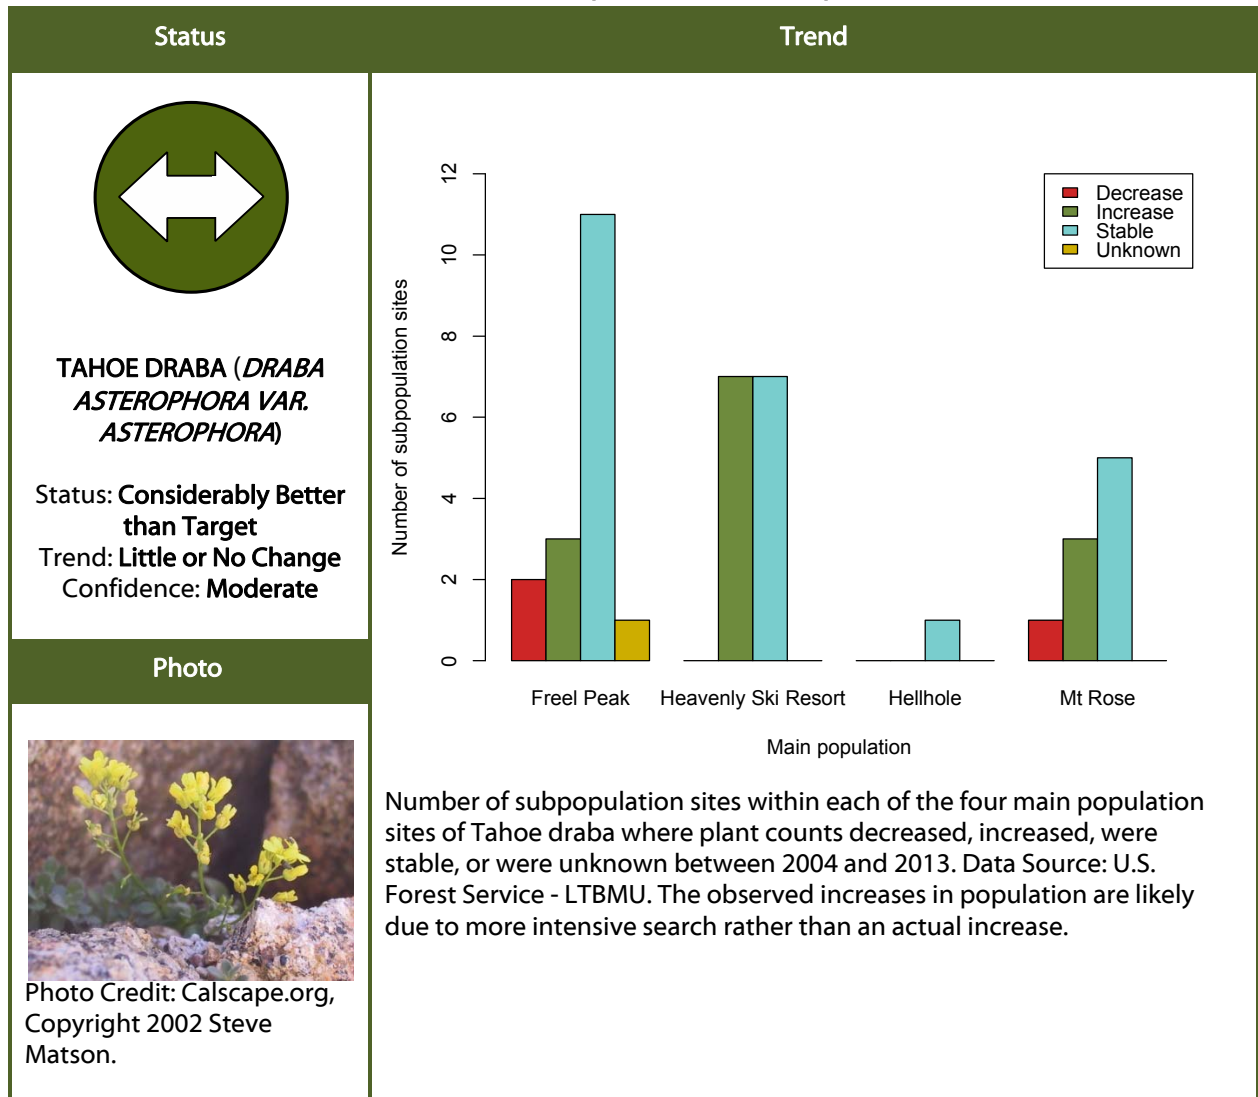 Status
Trend
TAHOE DRABA (DRABA
ASTEROPHORA VAR.
ASTEROPHORA)
Status: Considerably Better
than Target
Trend: Little or No Change
Confidence: Moderate
Photo
Photo Credit: Calscape.org,
Copyright 2002 Steve
Matson.
Number of subpopulation sites
12
10
8
6
4
2
0
Decrease
Increase
Stable
Unknown
Freel Peak
Heavenly Ski Resort
Hellhole
Mt Rose
Main population
Number of subpopulation sites within each of the four main population
sites of Tahoe draba where plant counts decreased, increased, were
stable, or were unknown between 2004 and 2013. Data Source: U.S.
Forest Service - LTBMU. The observed increases in population are likely
due to more intensive search rather than an actual increase.